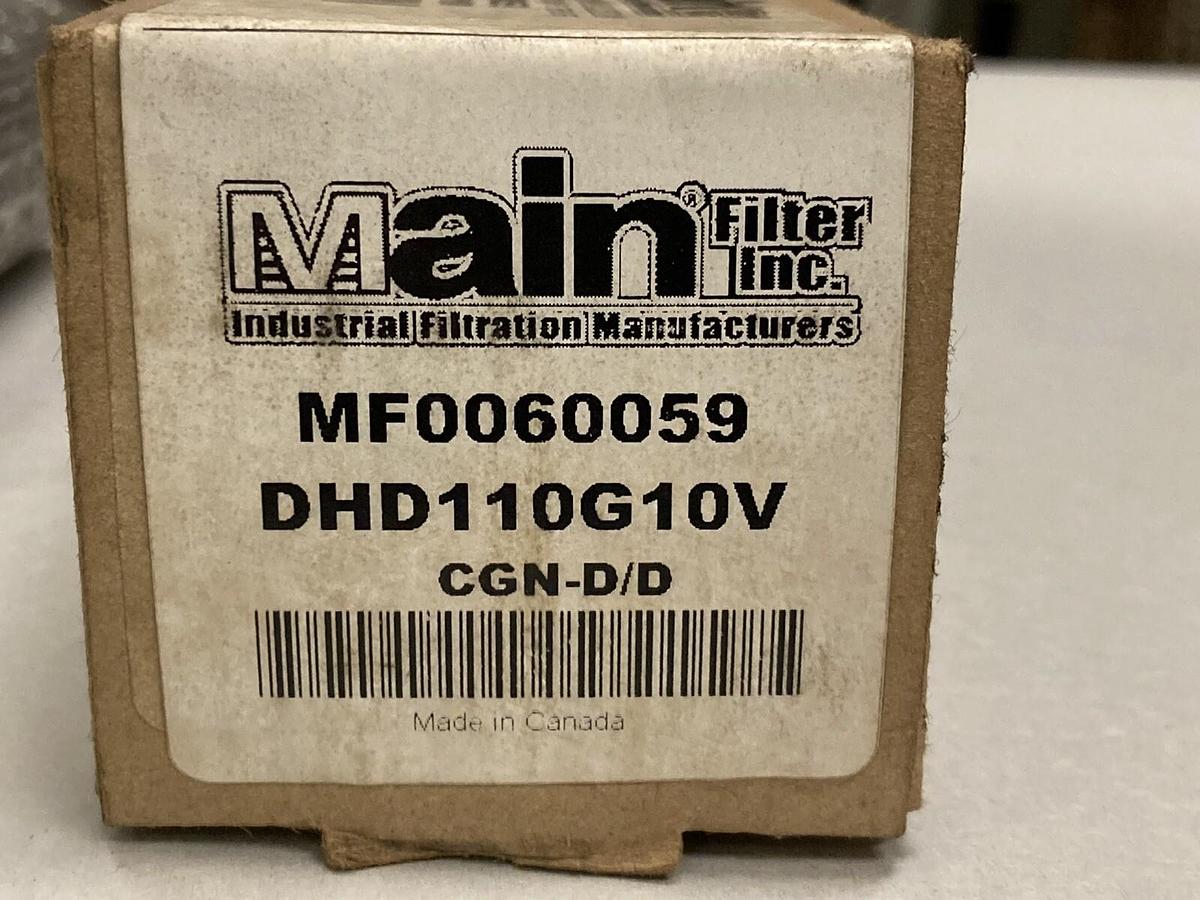 Main® Filter
Inc.
Industrial Filtration Manufacturers
MF0060059
DHD110G10V
CGN-D/D
Made in Canada